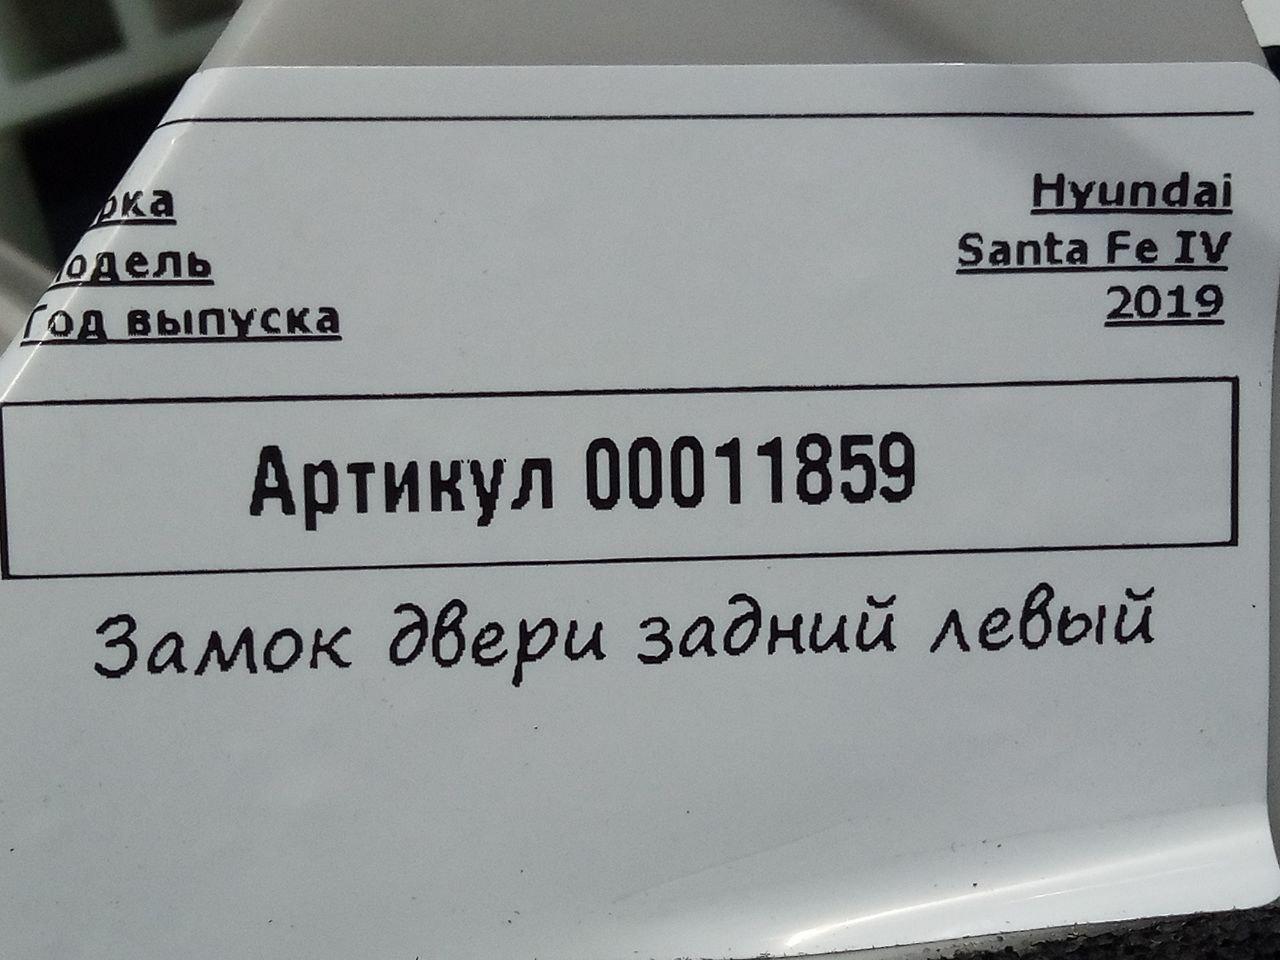 рка Hyundai
одель Santa Fe IV
Год выпуска 2019
Артикул 00011859
Замок двери задний левый